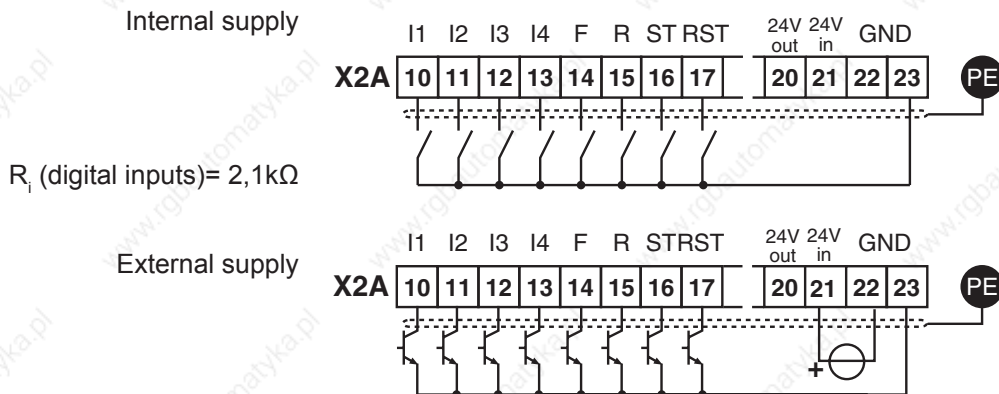 Internal supply
I1 I2 I3 I4 F R ST RST 24V out 24V in GND
X2A 10 11 12 13 14 15 16 17 20 21 22 23 PE
Ri (digital inputs)= 2,1kΩ
External supply
I1 I2 I3 I4 F R STRST 24V out 24V in GND
X2A 10 11 12 13 14 15 16 17 20 21 22 23 PE
+
www.rgbautomatyka.pl